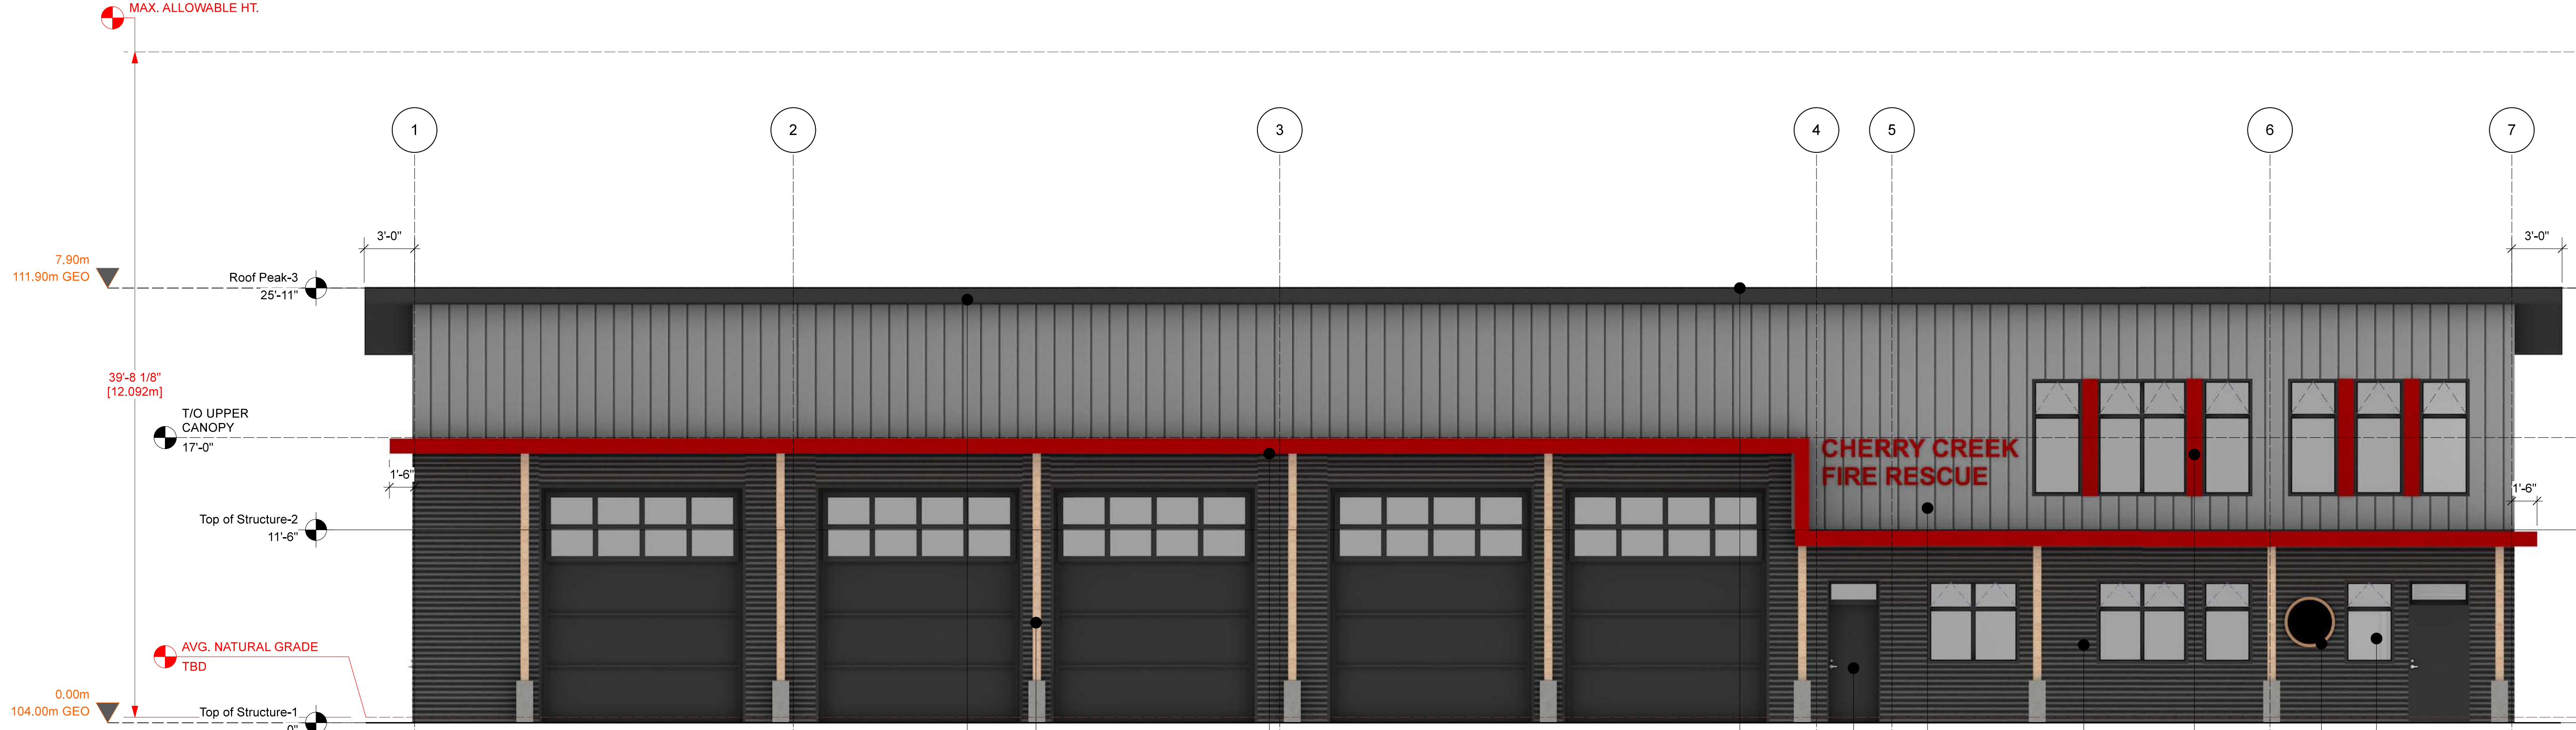 MAX. ALLOWABLE HT.
1
2
3
4
5
6
7
3'-0"
3'-0"
7.90m
111.90m GEO
Roof Peak-3
25'-11"
39'-8 1/8"
[12.092m]
T/O UPPER
CANOPY
17'-0"
CHERRY CREEK
FIRE RESCUE
1'-6"
1'-6"
Top of Structure-2
11'-6"
AVG. NATURAL GRADE
TBD
0.00m
104.00m GEO
Top of Structure-1
0"